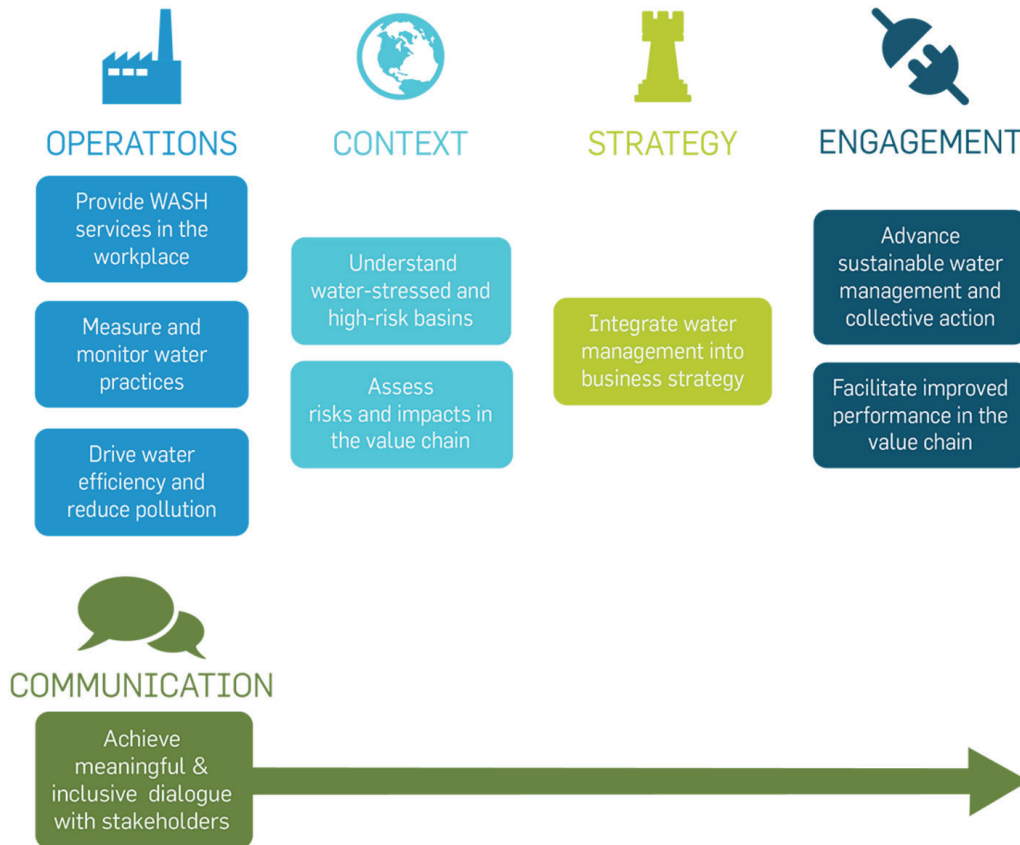 OPERATIONS
Provide WASH
services in the
workplace
Measure and
monitor water
practices
Drive water
efficiency and
reduce pollution
CONTEXT
Understand
water-stressed and
high-risk basins
Assess
risks and impacts in
the value chain
STRATEGY
Integrate water
management into
business strategy
ENGAGEMENT
Advance
sustainable water
management and
collective action
Facilitate improved
performance in the
value chain
COMMUNICATION
Achieve
meaningful &
inclusive dialogue
with stakeholders